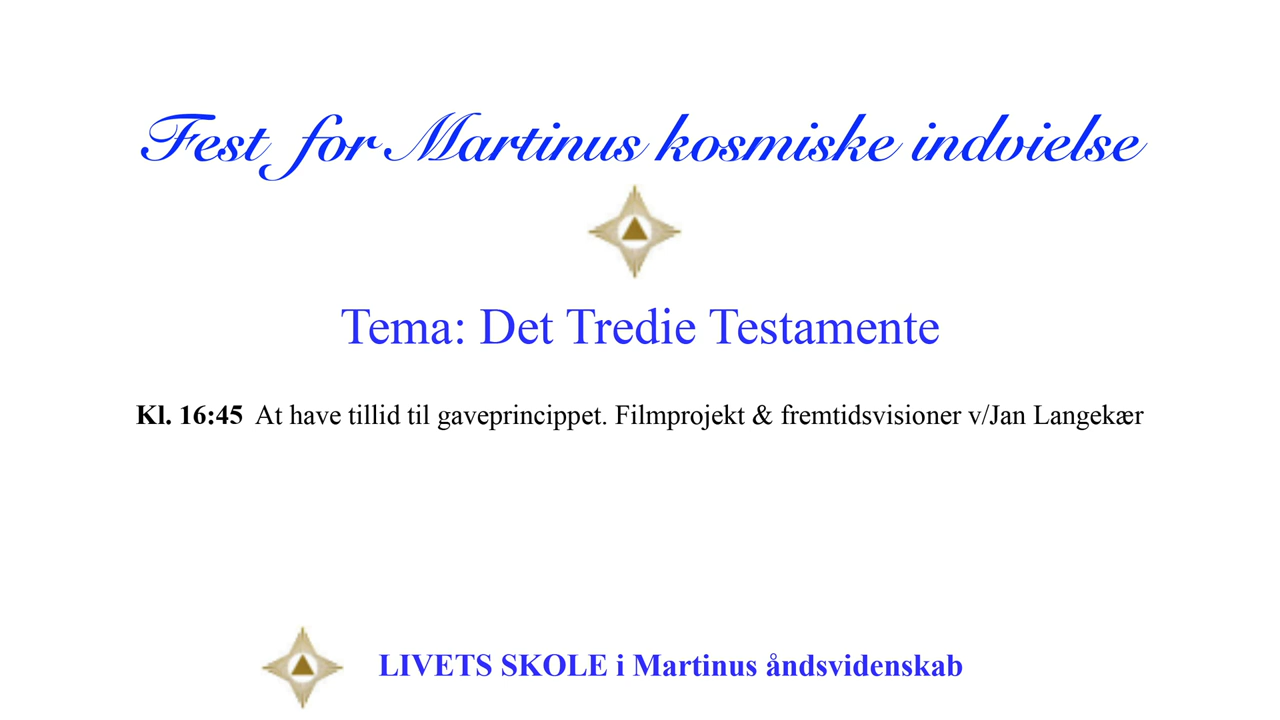 Fest for Martinus kosmiske indvielse
Tema: Det Tredie Testamente
Kl. 16:45 At have tillid til gaveprincippet. Filmprojekt & fremtidsvisioner v/Jan Langekær
LIVETS SKOLE i Martinus åndsvidenskab